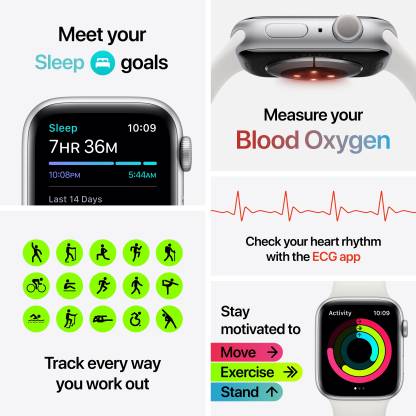 Meet your
Sleep goals
Sleep 10:09
7HR 36M
10:08PM 5:44AM
Last 14 Days
Measure your
Blood Oxygen
Check your heart rhythm
with the ECG app
Track every way
you work out
Stay
motivated to
Move
Exercise
Stand
Activity 10:09